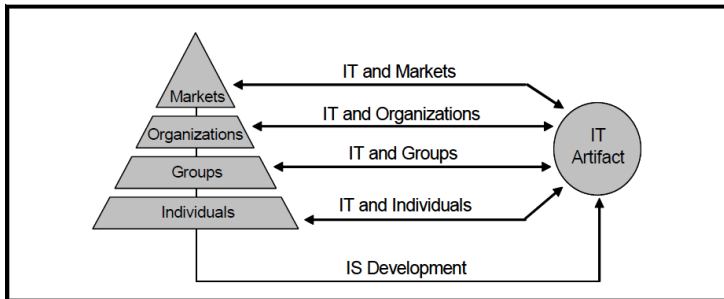 IT and Markets
Markets
IT and Organizations
Organizations
IT
Artifact
IT and Groups
Groups
IT and Individuals
Individuals
IS Development